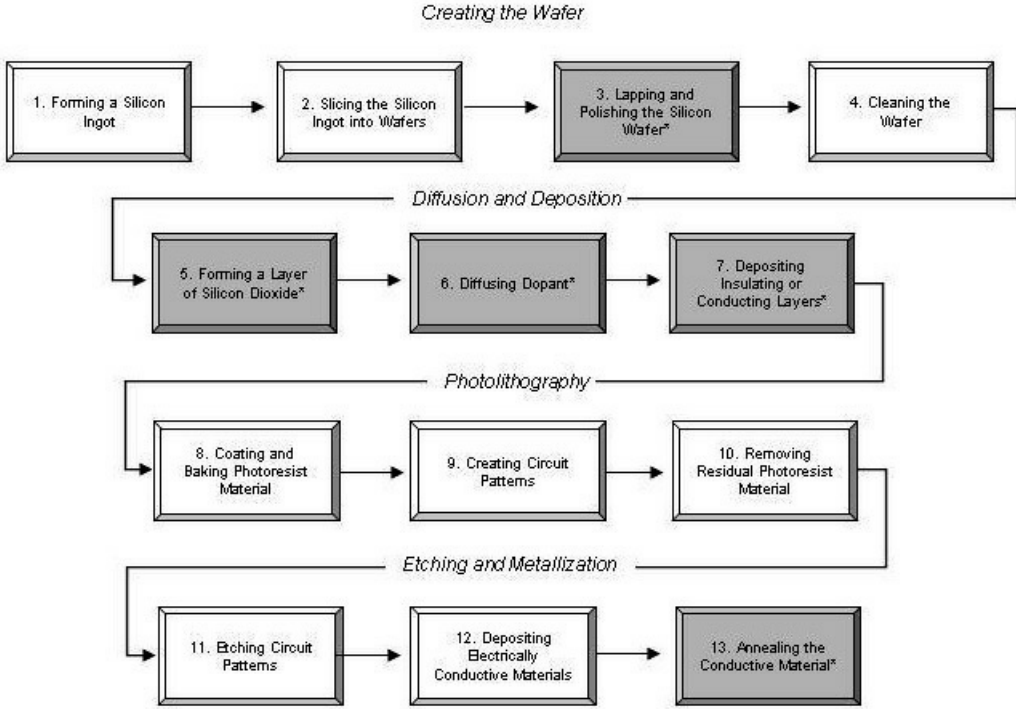 Creating the Wafer
1. Forming a Silicon
Ingot
2. Slicing the Silicon
Ingot into Wafers
3. Lapping and
Polishing the Silicon
Wafer*
4. Cleaning the
Wafer
Diffusion and Deposition
5. Forming a Layer
of Silicon Dioxide*
6. Diffusing Dopant*
7. Depositing
Insulating or
Conducting Layers*
Photolithography
8. Coating and
Baking Photoresist
Material
9. Creating Circuit
Patterns
10. Removing
Residual Photoresist
Material
Etching and Metallization
11. Etching Circuit
Patterns
12. Depositing
Electrically
Conductive Materials
13. Annealing the
Conductive Material*